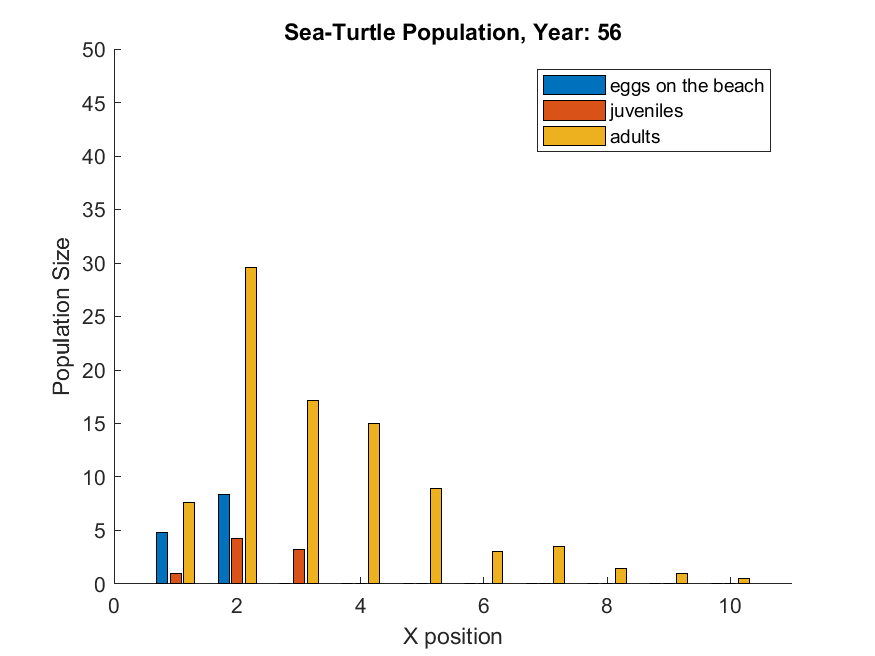 Sea-Turtle Population, Year: 56
50
45
40
35
30
25
20
15
10
5
0
Population Size
eggs on the beach
juveniles
adults
0 2 4 6 8 10
X position